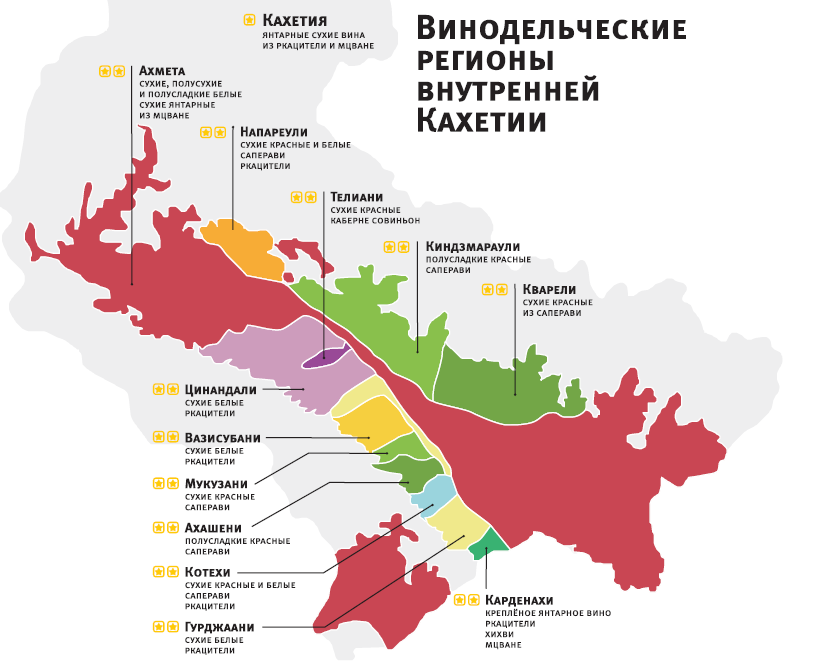 Винодельческие
регионы
внутренней
Кахетии
Кахетия
янтарные сухие вина
из ркацители и мцване
Ахмета
сухие, полусухие
и полусладкие белые
сухие янтарные
из мцване
Напареули
сухие красные и белые
саперави
ркацители
Телиани
сухие красные
каберне совиньон
Киндзмараули
полусладкие красные
саперави
Кварели
сухие красные
из саперави
Цинандали
сухие белые
ркацители
Вазисубани
сухие белые
ркацители
Мукузани
сухие красные
саперави
Ахашени
полусладкие красные
саперави
Котехи
сухие красные и белые
саперави
ркацители
Гурджаани
сухие белые
ркацители
Карденахи
креплёное янтарное вино
ркацители
хихви
мцване